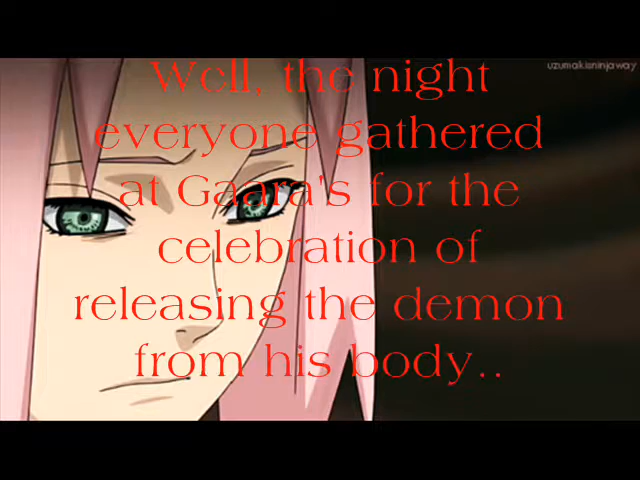 uzumakisninjaway
Well, the night
everyone gathered
at Gaara's for the
celebration of
releasing the demon
from his body..